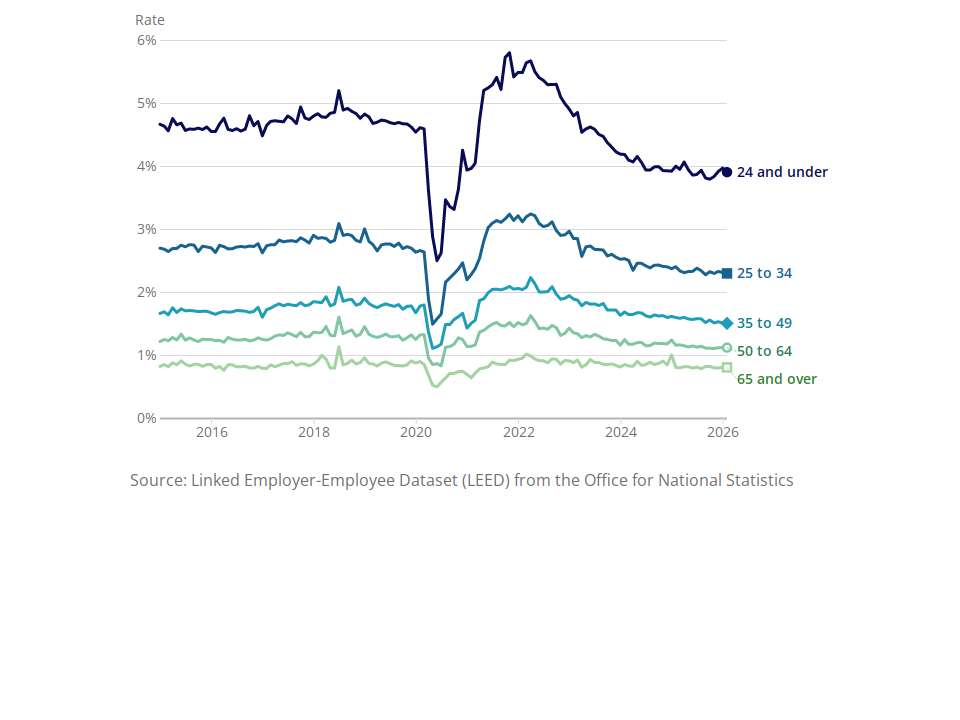 Rate
6%
5%
4%
3%
2%
1%
0%
24 and under
25 to 34
35 to 49
50 to 64
65 and over
2016 2018 2020 2022 2024 2026
Source: Linked Employer-Employee Dataset (LEED) from the Office for National Statistics